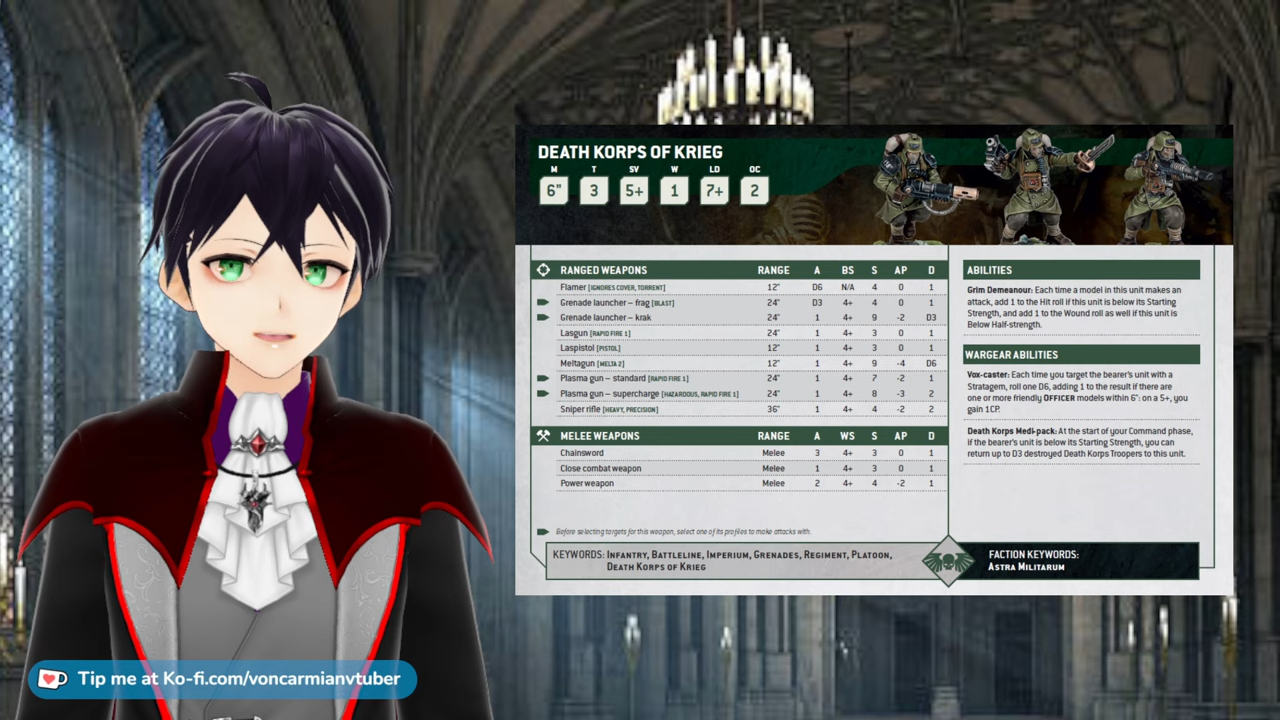 DEATH KORPS OF KRIEG
M T SV W LD OC
6" 3 5+ 1 7+ 2
RANGED WEAPONS RANGE A BS S AP D
Flamer [IGNORES COVER, TORRENT] 12" D6 N/A 4 0 1
Grenade launcher – frag [BLAST] 24" D3 4+ 4 0 1
Grenade launcher – krak 24" 1 4+ 9 -2 D3
Lasgun [RAPID FIRE 1] 24" 1 4+ 3 0 1
Laspistol [PISTOL] 12" 1 4+ 3 0 1
Meltagun [MELTA 2] 12" 1 4+ 9 -4 D6
Plasma gun – standard [RAPID FIRE 1] 24" 1 4+ 7 -2 1
Plasma gun – supercharge [HAZARDOUS, RAPID FIRE 1] 24" 1 4+ 8 -3 2
Sniper rifle [HEAVY, PRECISION] 36" 1 4+ 4 -2 2
MELEE WEAPONS RANGE A WS S AP D
Chainsword Melee 3 4+ 3 0 1
Close combat weapon Melee 1 4+ 3 0 1
Power weapon Melee 2 4+ 4 -2 1
Before selecting targets for this weapon, select one of its profiles to make attacks with.
KEYWORDS: INFANTRY, BATTLELINE, IMPERIUM, GRENADES, REGIMENT, PLATOON,
DEATH KORPS OF KRIEG
ABILITIES
Grim Demeanour: Each time a model in this unit makes an
attack, add 1 to the Hit roll if this unit is below its Starting
Strength, and add 1 to the Wound roll as well if this unit is
Below Half-strength.
WARGEAR ABILITIES
Vox-caster: Each time you target the bearer's unit with a
Stratagem, roll one D6, adding 1 to the result if there are
one or more friendly OFFICER models within 6": on a 5+, you
gain 1CP.
Death Korps Medi-pack: At the start of your Command phase,
if the bearer's unit is below its Starting Strength, you can
return up to D3 destroyed Death Korps Troopers to this unit.
FACTION KEYWORDS:
ASTRA MILITARUM
Tip me at Ko-fi.com/voncarmianvtuber